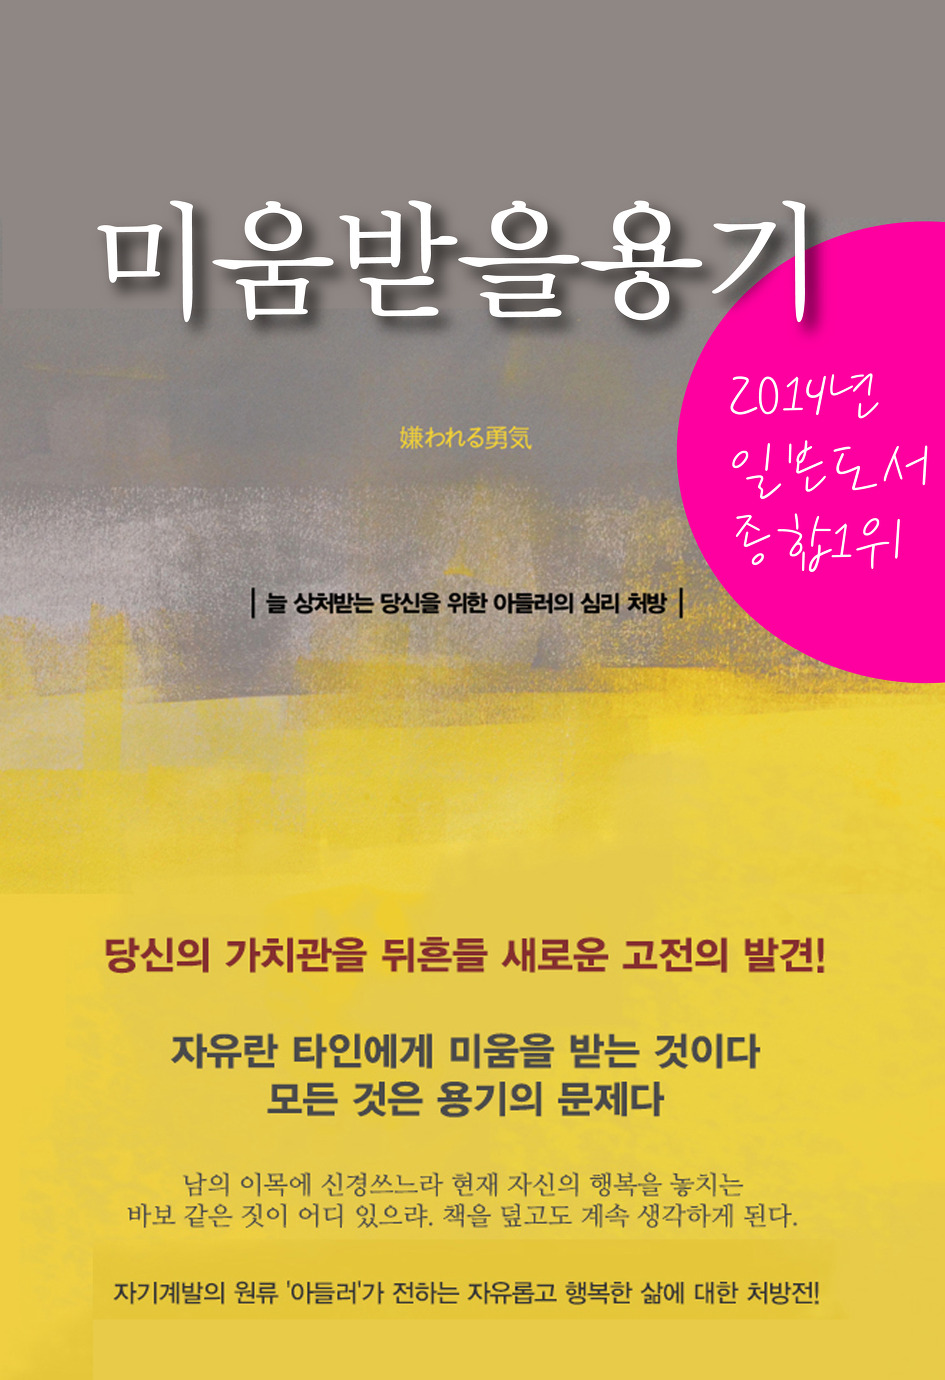 미움받을용기
2014년
일본도서
종합1위
嫌われる勇気
| 늘 상처받는 당신을 위한 아들러의 심리 처방 |
당신의 가치관을 뒤흔들 새로운 고전의 발견!
자유란 타인에게 미움을 받는 것이다
모든 것은 용기의 문제다
남의 이목에 신경쓰느라 현재 자신의 행복을 놓치는
바보 같은 짓이 어디 있으랴. 책을 덮고도 계속 생각하게 된다.
자기계발의 원류 '아들러'가 전하는 자유롭고 행복한 삶에 대한 처방전!